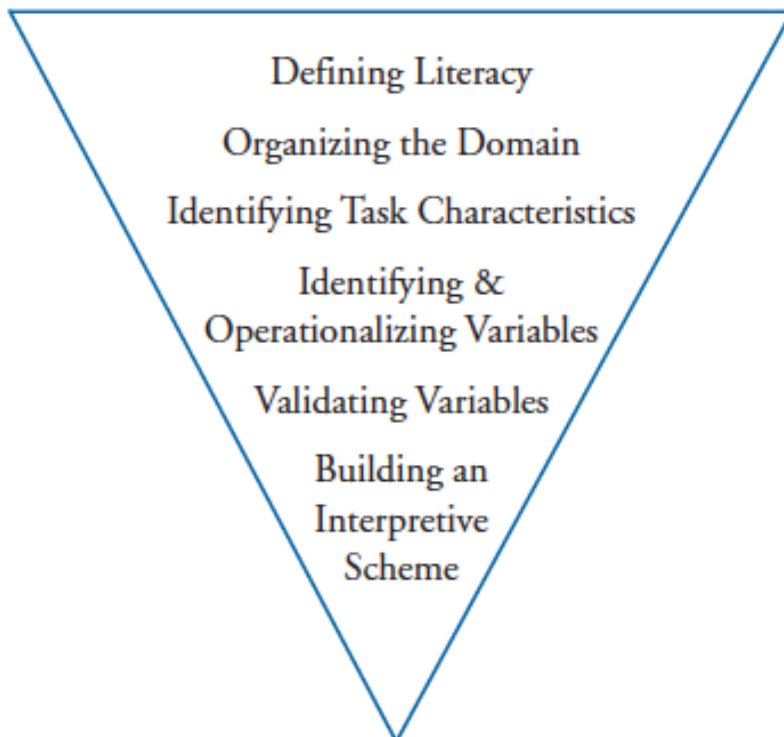 Defining Literacy
Organizing the Domain
Identifying Task Characteristics
Identifying &
Operationalizing Variables
Validating Variables
Building an
Interpretive
Scheme